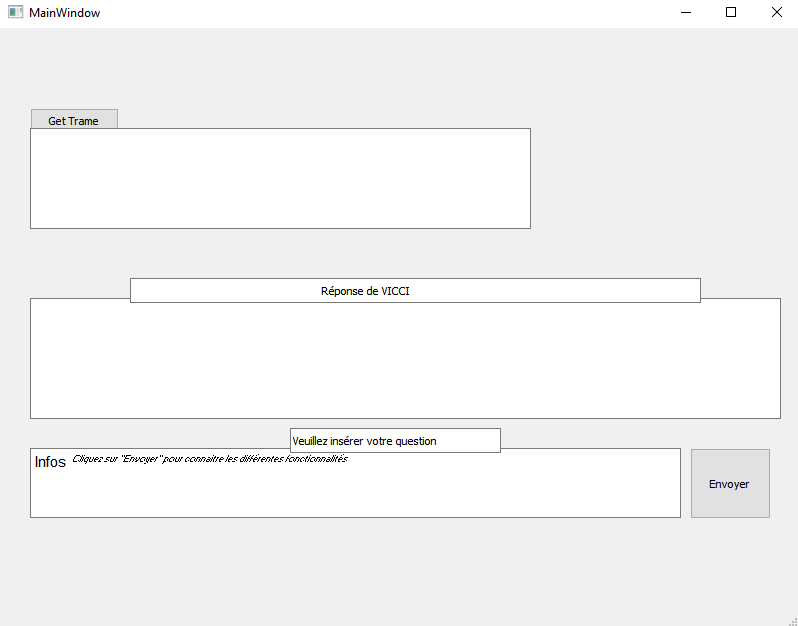 MainWindow
Get Trame
Réponse de VICCI
Veuillez insérer votre question
Infos Cliquez sur "Envoyer" pour connaitre les différentes fonctionnalités
Envoyer